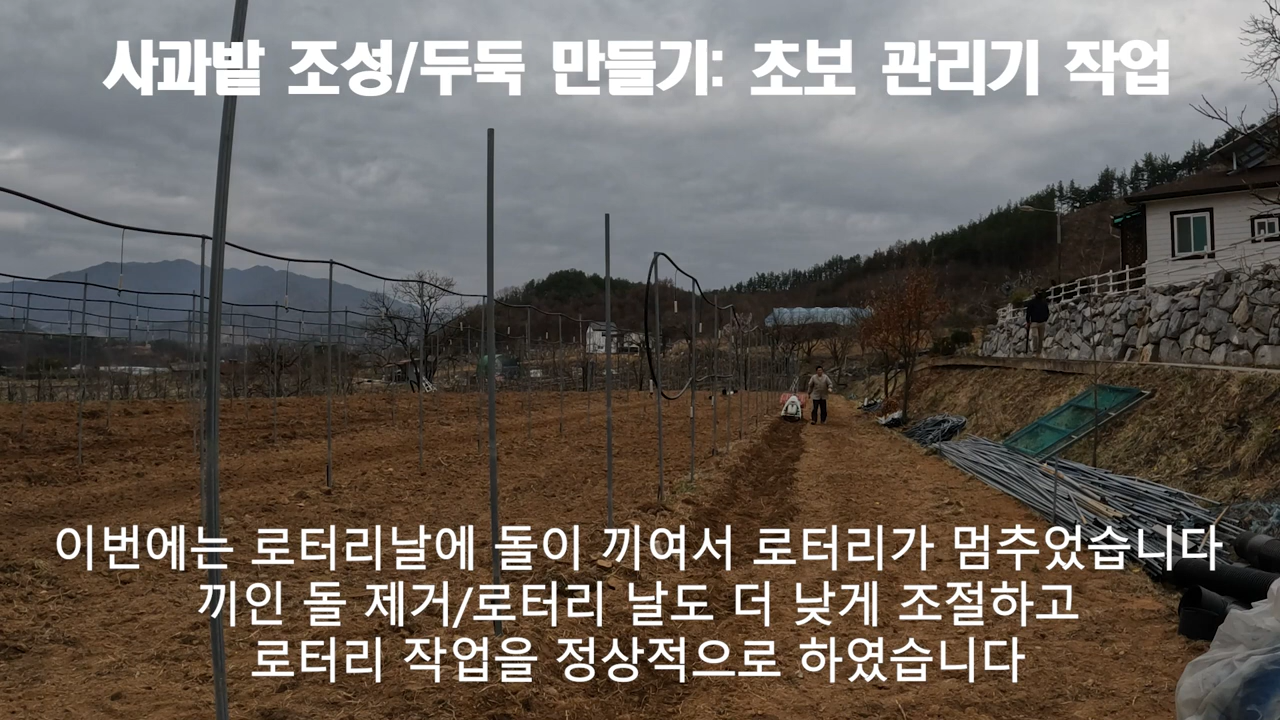 사과밭 조성/두둑 만들기: 초보 관리기 작업
이번에는 로터리날에 돌이 끼여서 로터리가 멈추었습니다
끼인 돌 제거/로터리 날도 더 낮게 조절하고
로터리 작업을 정상적으로 하였습니다